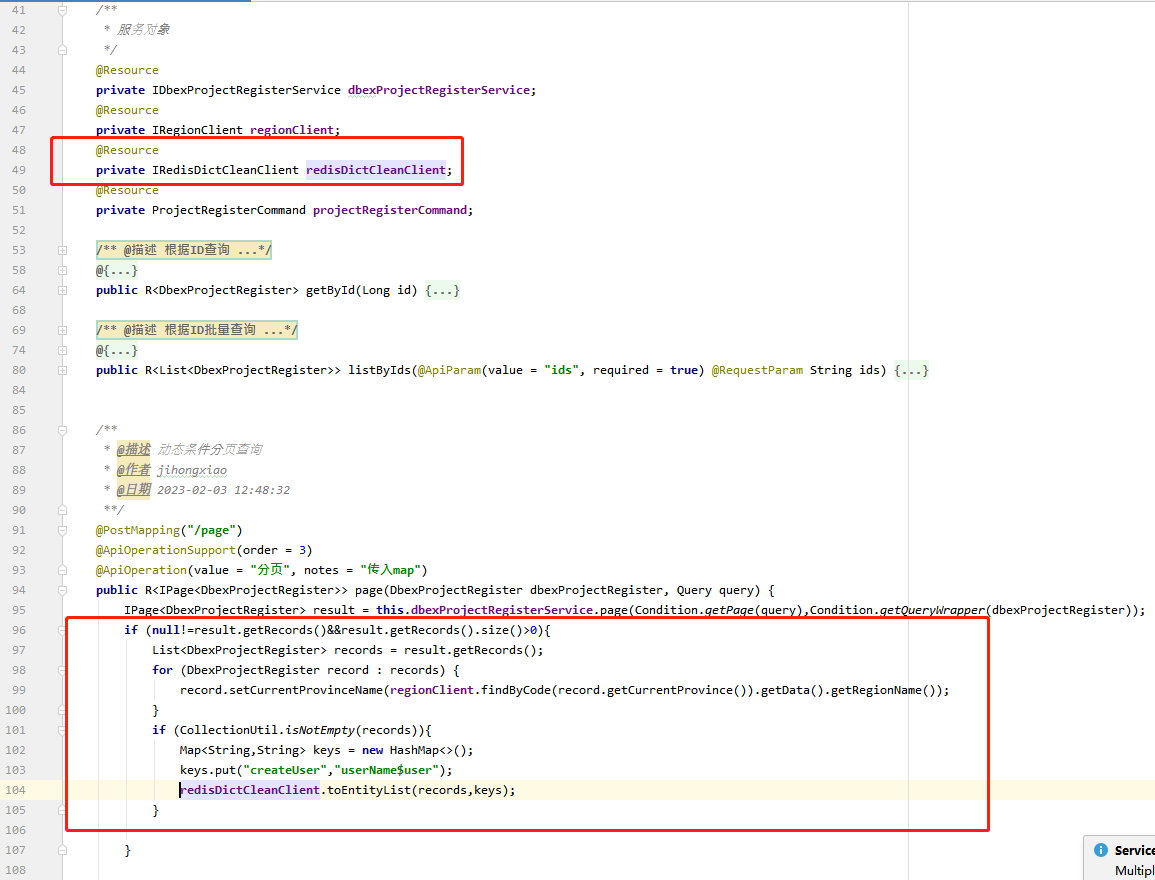 41 /**
42 * 服务对象
43 */
44 @Resource
45 private IDbexProjectRegisterService dbexProjectRegisterService;
46 @Resource
47 private IRegionClient regionClient;
48 @Resource
49 private IRedisDictCleanClient redisDictCleanClient;
50 @Resource
51 private ProjectRegisterCommand projectRegisterCommand;
52
53 /** @描述 根据ID查询 ...*/
58 @{...}
64 public R<DbexProjectRegister> getById(Long id) {...}
68
69 /** @描述 根据ID批量查询 ...*/
74 @{...}
80 public R<List<DbexProjectRegister>> listByIds(@ApiParam(value = "ids", required = true) @RequestParam String ids) {...}
84
85
86 /**
87 * @描述 动态条件分页查询
88 * @作者 jihongxiao
89 * @日期 2023-02-03 12:48:32
90 **/
91 @PostMapping("/page")
92 @ApiOperationSupport(order = 3)
93 @ApiOperation(value = "分页", notes = "传入map")
94 public R<IPage<DbexProjectRegister>> page(DbexProjectRegister dbexProjectRegister, Query query) {
95 IPage<DbexProjectRegister> result = this.dbexProjectRegisterService.page(Condition.getPage(query),Condition.getQueryWrapper(dbexProjectRegister));
96 if (null!=result.getRecords()&&result.getRecords().size()>0){
97 List<DbexProjectRegister> records = result.getRecords();
98 for (DbexProjectRegister record : records) {
99 record.setCurrentProvinceName(regionClient.findByCode(record.getCurrentProvince()).getData().getRegionName());
100 }
101 if (CollectionUtil.isNotEmpty(records)){
102 Map<String,String> keys = new HashMap<>();
103 keys.put("createUser","userName$user");
104 redisDictCleanClient.toEntityList(records,keys);
105 }
106
107 }
108
Service
Multipl